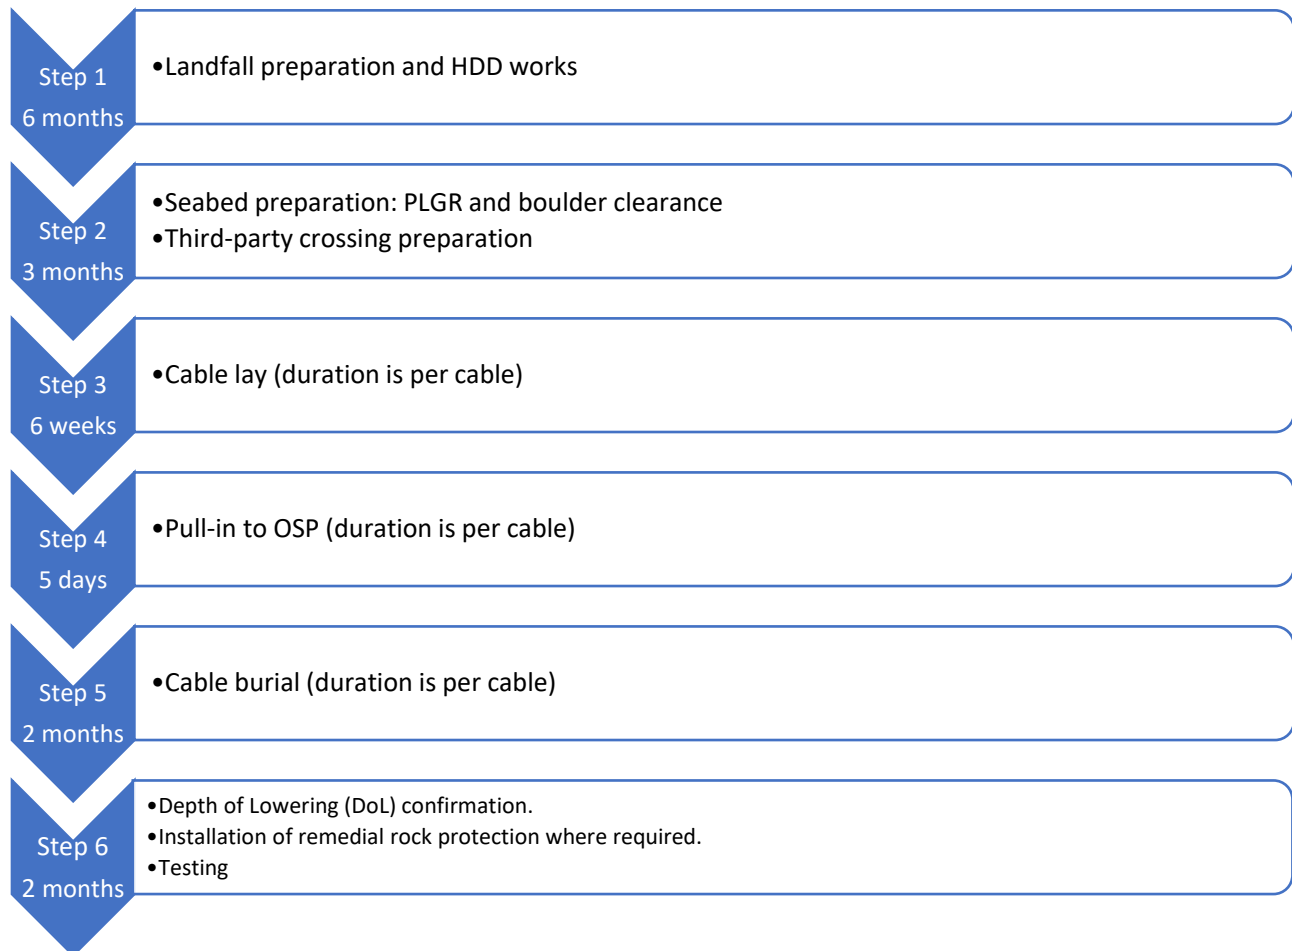 Step 1
6 months
•Landfall preparation and HDD works
Step 2
3 months
•Seabed preparation: PLGR and boulder clearance
•Third-party crossing preparation
Step 3
6 weeks
•Cable lay (duration is per cable)
Step 4
5 days
•Pull-in to OSP (duration is per cable)
Step 5
2 months
•Cable burial (duration is per cable)
Step 6
2 months
•Depth of Lowering (DoL) confirmation.
•Installation of remedial rock protection where required.
•Testing